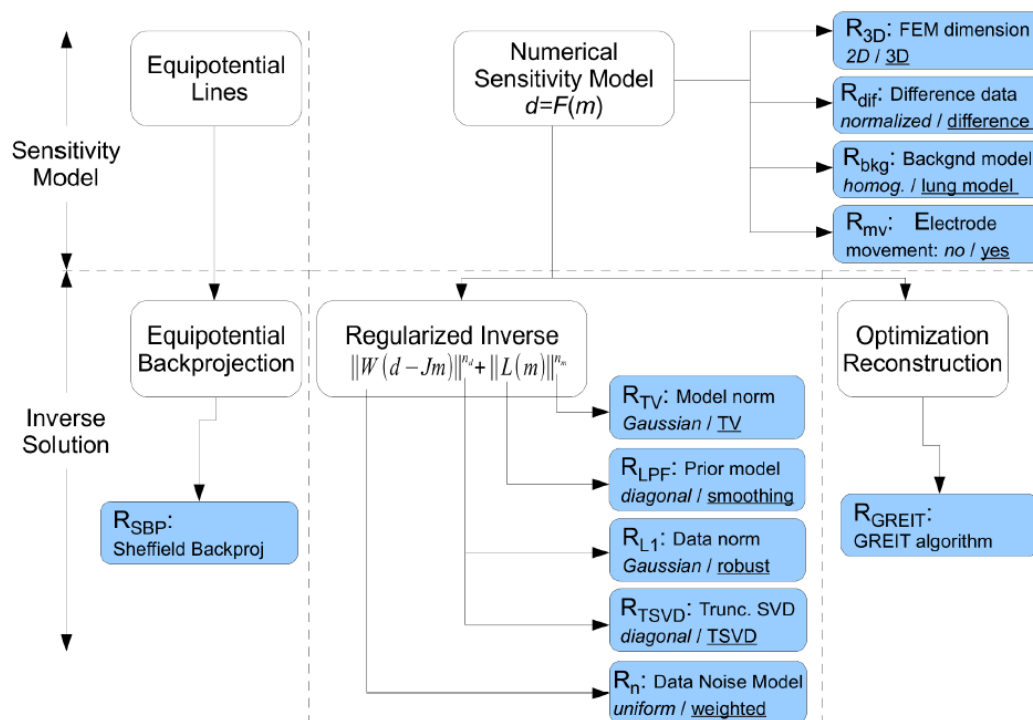 Equipotential
Lines
Numerical
Sensitivity Model
d=F(m)
R3D: FEM dimension
2D / 3D
Rdif: Difference data
normalized / difference
Rbkg: Backgnd model
homog. / lung model
Rmv: Electrode
movement: no / yes
Sensitivity
Model
Inverse
Solution
Equipotential
Backprojection
Regularized Inverse
‖W(d−Jm)‖^{n_d}+‖L(m)‖^{n_m}
Optimization
Reconstruction
RTV: Model norm
Gaussian / TV
RLPF: Prior model
diagonal / smoothing
RL1: Data norm
Gaussian / robust
RTSVD: Trunc. SVD
diagonal / TSVD
Rn: Data Noise Model
uniform / weighted
RSBP:
Sheffield Backproj
RGREIT:
GREIT algorithm